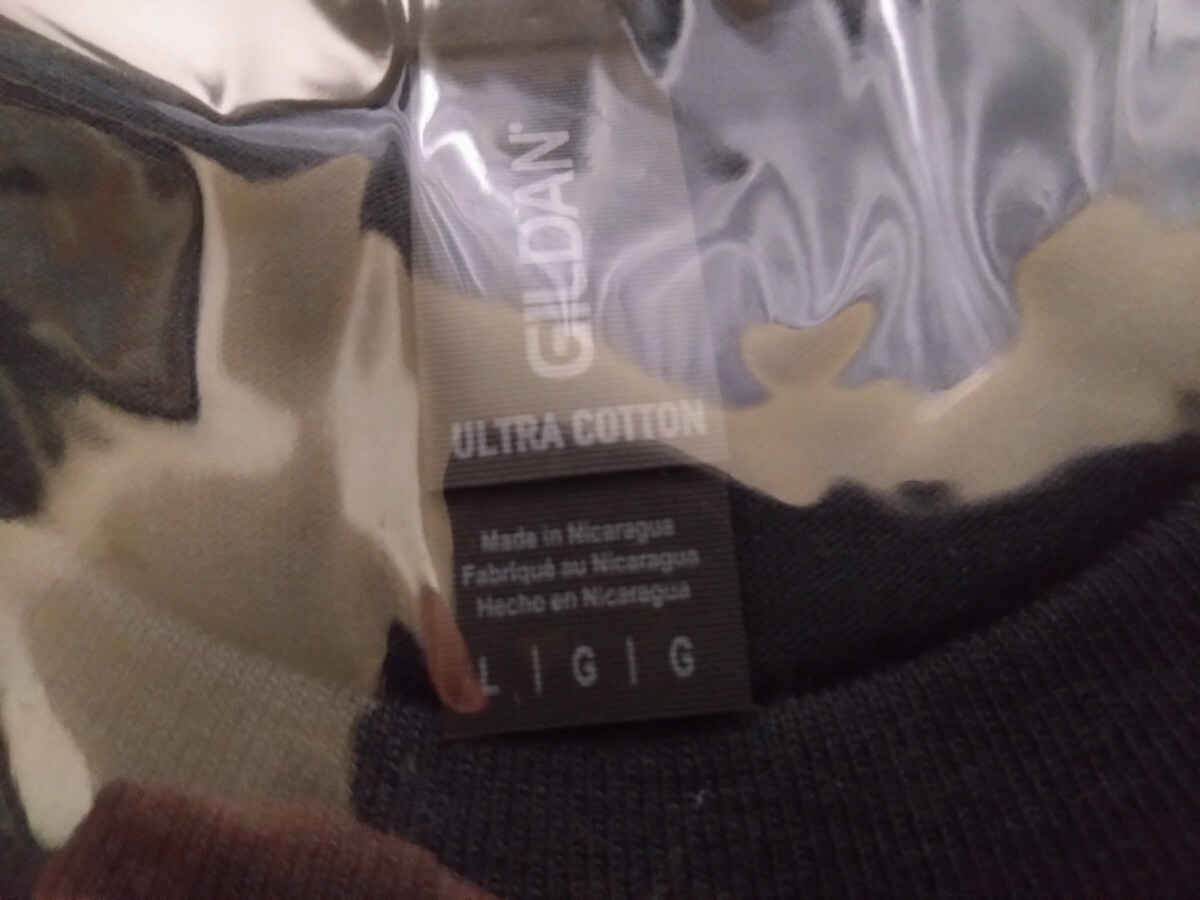 GILDAN
ULTRA COTTON
Made in Nicaragua
Fabriqué au Nicaragua
Hecho en Nicaragua
L | G | G